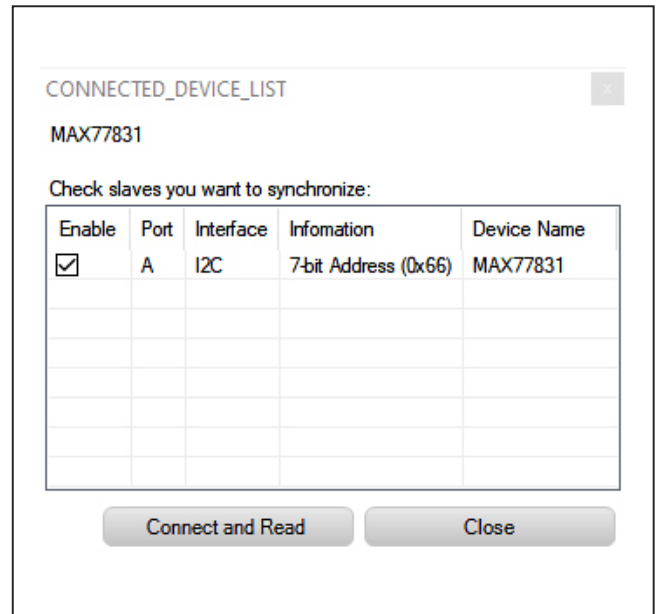 CONNECTED_DEVICE_LIST
x
MAX77831
Check slaves you want to synchronize:
Enable Port Interface Infomation Device Name
A I2C 7-bit Address (0x66) MAX77831
Connect and Read Close